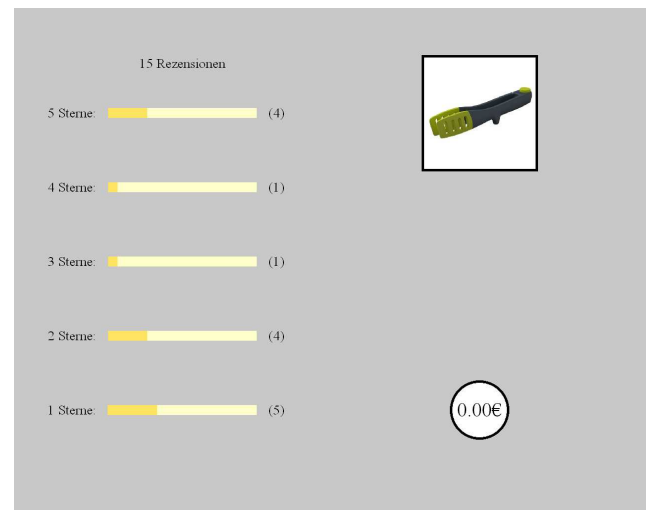 15 Rezensionen
5 Sterne: (4)
4 Sterne: (1)
3 Sterne: (1)
2 Sterne: (4)
1 Sterne: (5)
0.00€